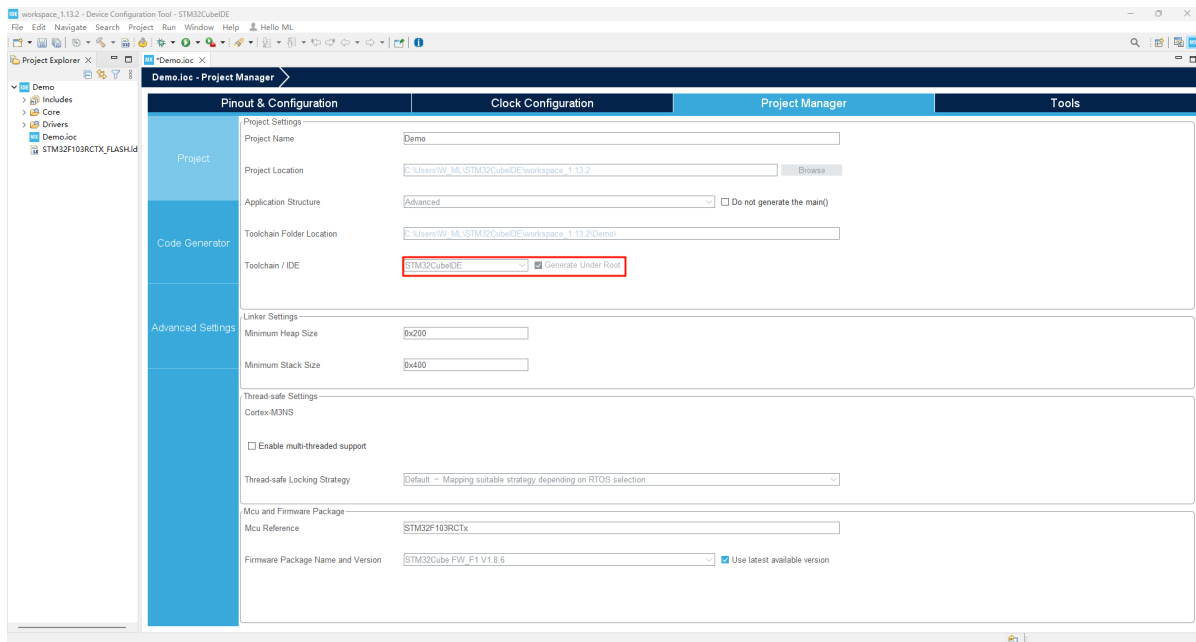 workspace_1.13.2 - Device Configuration Tool - STM32CubeIDE
File Edit Navigate Search Project Run Window Help Hello ML
Project Explorer
*Demo.ioc
Demo
Includes
Core
Drivers
Demo.ioc
STM32F103RCTX_FLASH.ld
Demo.ioc - Project Manager
Pinout & Configuration
Clock Configuration
Project Manager
Tools
Project
Code Generator
Advanced Settings
Project Settings
Project Name
Demo
Project Location
C:\Users\W_ML\STM32CubeIDE\workspace_1.13.2
Browse
Application Structure
Advanced
Do not generate the main()
Toolchain Folder Location
C:\Users\W_ML\STM32CubeIDE\workspace_1.13.2\Demo\
Toolchain / IDE
STM32CubeIDE
Generate Under Root
Linker Settings
Minimum Heap Size
0x200
Minimum Stack Size
0x400
Thread-safe Settings
Cortex-M3NS
Enable multi-threaded support
Thread-safe Locking Strategy
Default - Mapping suitable strategy depending on RTOS selection.
Mcu and Firmware Package
Mcu Reference
STM32F103RCTx
Firmware Package Name and Version
STM32Cube FW_F1 V1.8.6
Use latest available version